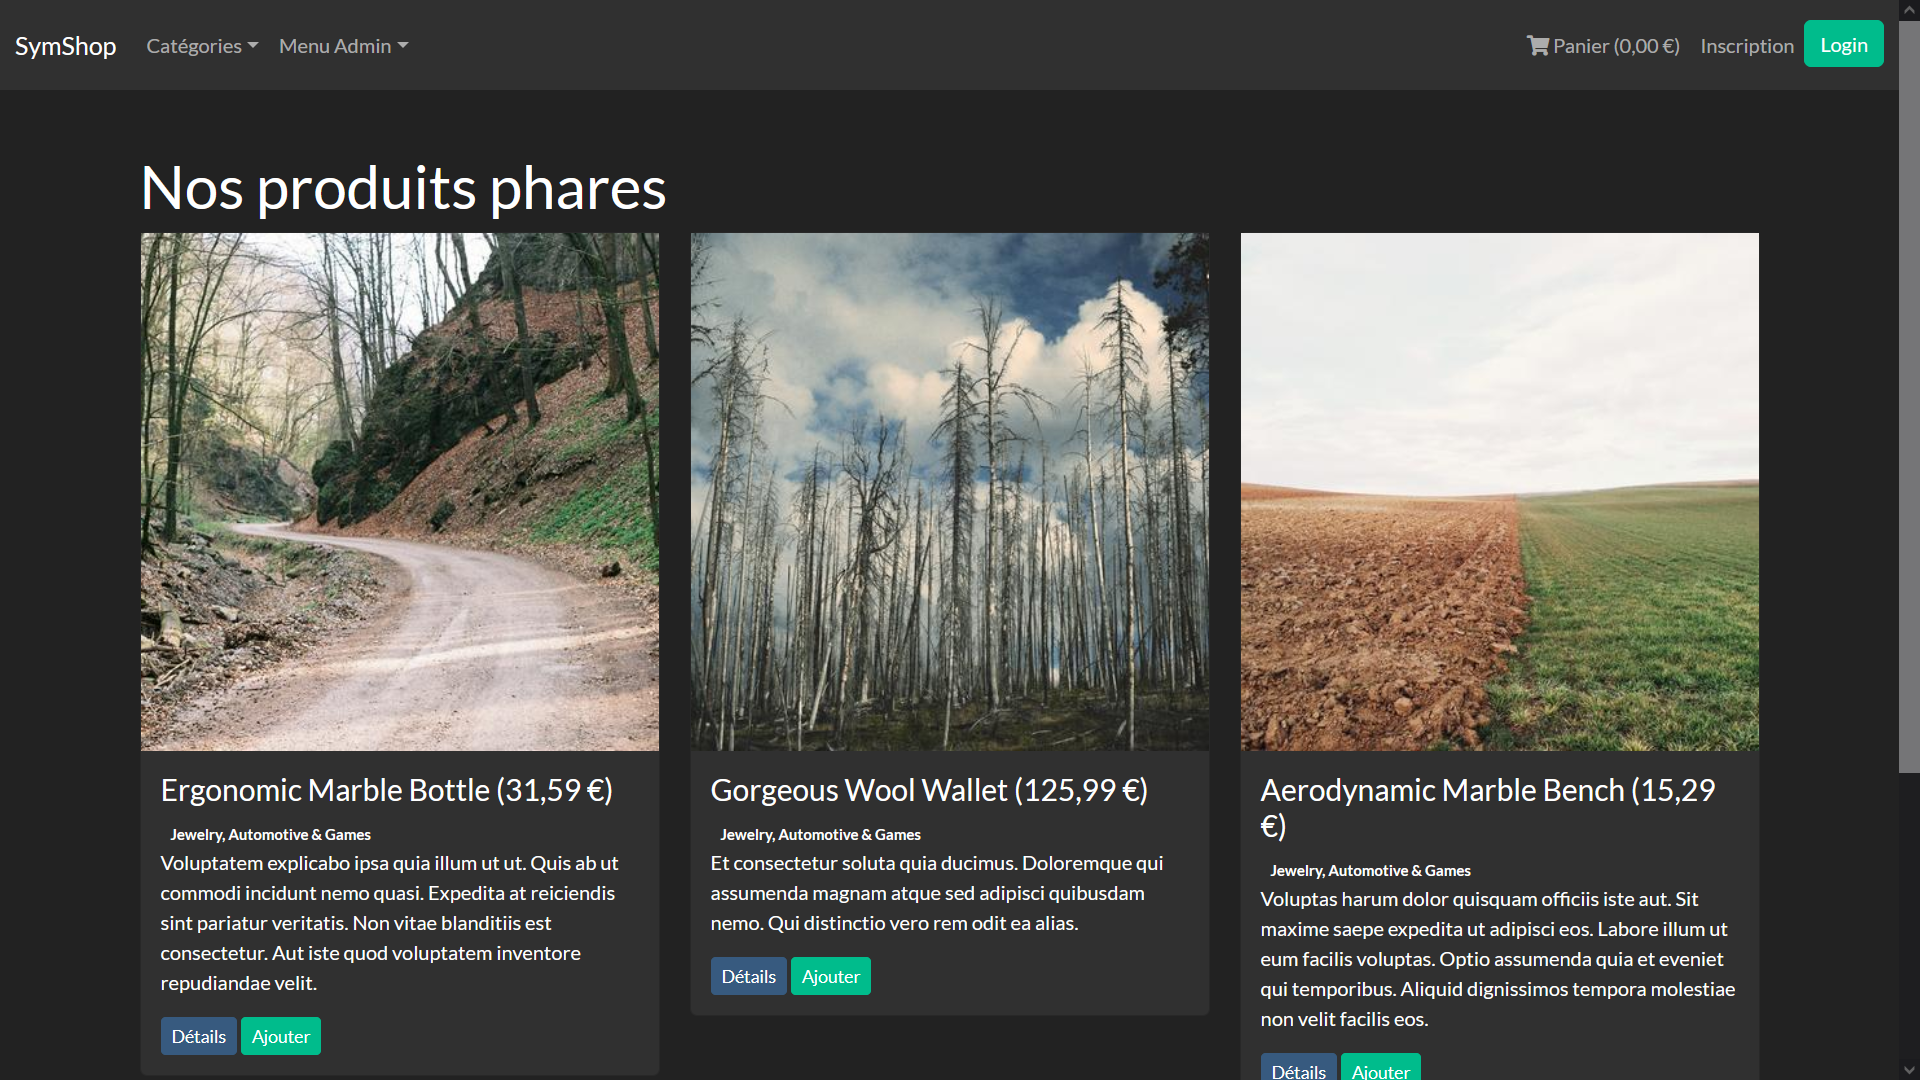 SymShop Catégories Menu Admin Panier (0,00 €) Inscription Login
Nos produits phares
Ergonomic Marble Bottle (31,59 €)
Jewelry, Automotive & Games
Voluptatem explicabo ipsa quia illum ut ut. Quis ab ut
commodi incidunt nemo quasi. Expedita at reiciendis
sint pariatur veritatis. Non vitae blanditiis est
consectetur. Aut iste quod voluptatem inventore
repudiandae velit.
Détails Ajouter
Gorgeous Wool Wallet (125,99 €)
Jewelry, Automotive & Games
Et consectetur soluta quia ducimus. Doloremque qui
assumenda magnam atque sed adipisci quibusdam
nemo. Qui distinctio vero rem odit ea alias.
Détails Ajouter
Aerodynamic Marble Bench (15,29
€)
Jewelry, Automotive & Games
Voluptas harum dolor quisquam officiis iste aut. Sit
maxime saepe expedita ut adipisci eos. Labore illum ut
eum facilis voluptas. Optio assumenda quia et eveniet
qui temporibus. Aliquid dignissimos tempora molestiae
non velit facilis eos.
Détails Ajouter